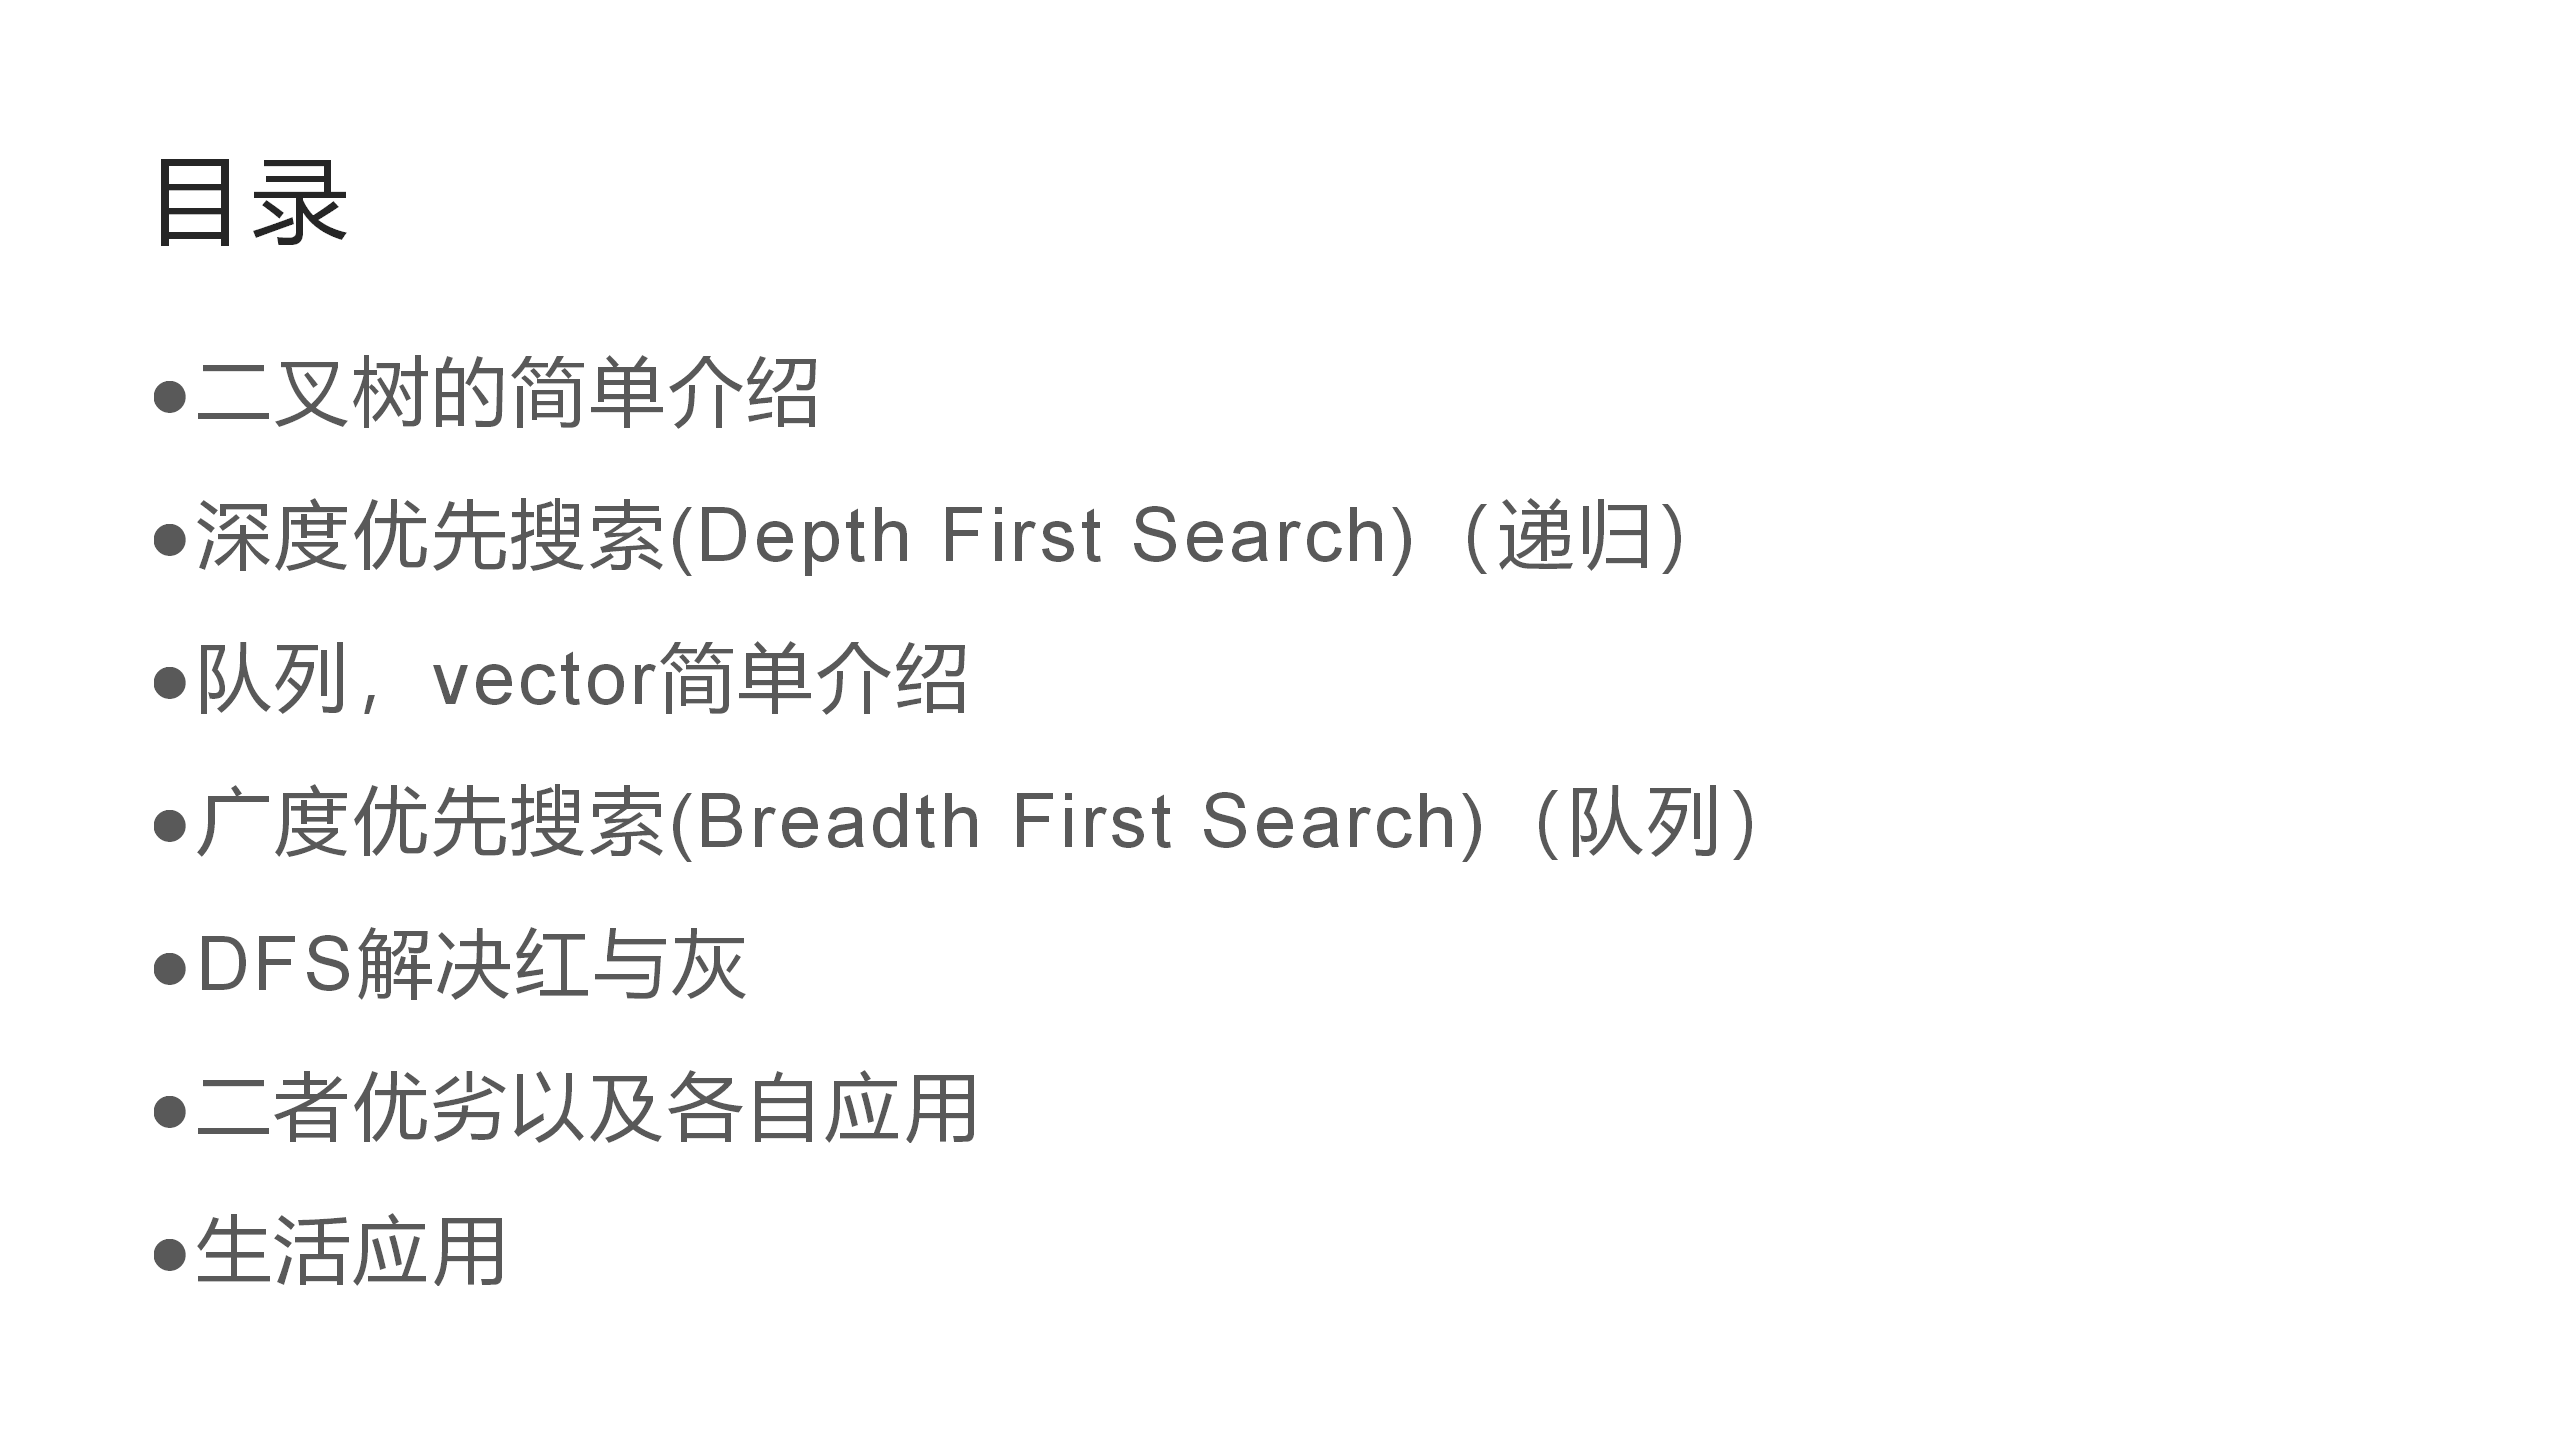 目录
●二叉树的简单介绍
●深度优先搜索(Depth First Search)（递归）
●队列，vector简单介绍
●广度优先搜索(Breadth First Search)（队列）
●DFS解决红与灰
●二者优劣以及各自应用
●生活应用